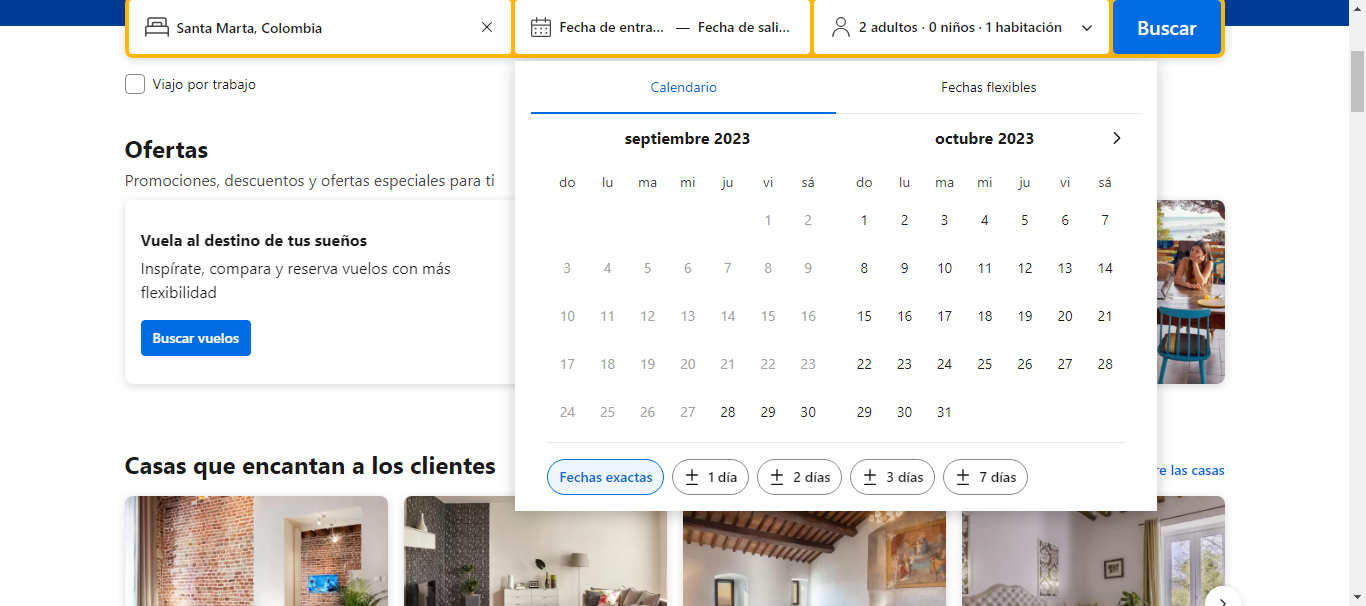 Santa Marta, Colombia
Fecha de entra... — Fecha de sali...
2 adultos · 0 niños · 1 habitación
Buscar
Viajo por trabajo
Calendario
Fechas flexibles
septiembre 2023
do lu ma mi ju vi sá
1 2
3 4 5 6 7 8 9
10 11 12 13 14 15 16
17 18 19 20 21 22 23
24 25 26 27 28 29 30
octubre 2023
do lu ma mi ju vi sá
1 2 3 4 5 6 7
8 9 10 11 12 13 14
15 16 17 18 19 20 21
22 23 24 25 26 27 28
29 30 31
Fechas exactas
± 1 día
± 2 días
± 3 días
± 7 días
Ofertas
Promociones, descuentos y ofertas especiales para ti
Vuela al destino de tus sueños
Inspírate, compara y reserva vuelos con más
flexibilidad
Buscar vuelos
Casas que encantan a los clientes
re las casas